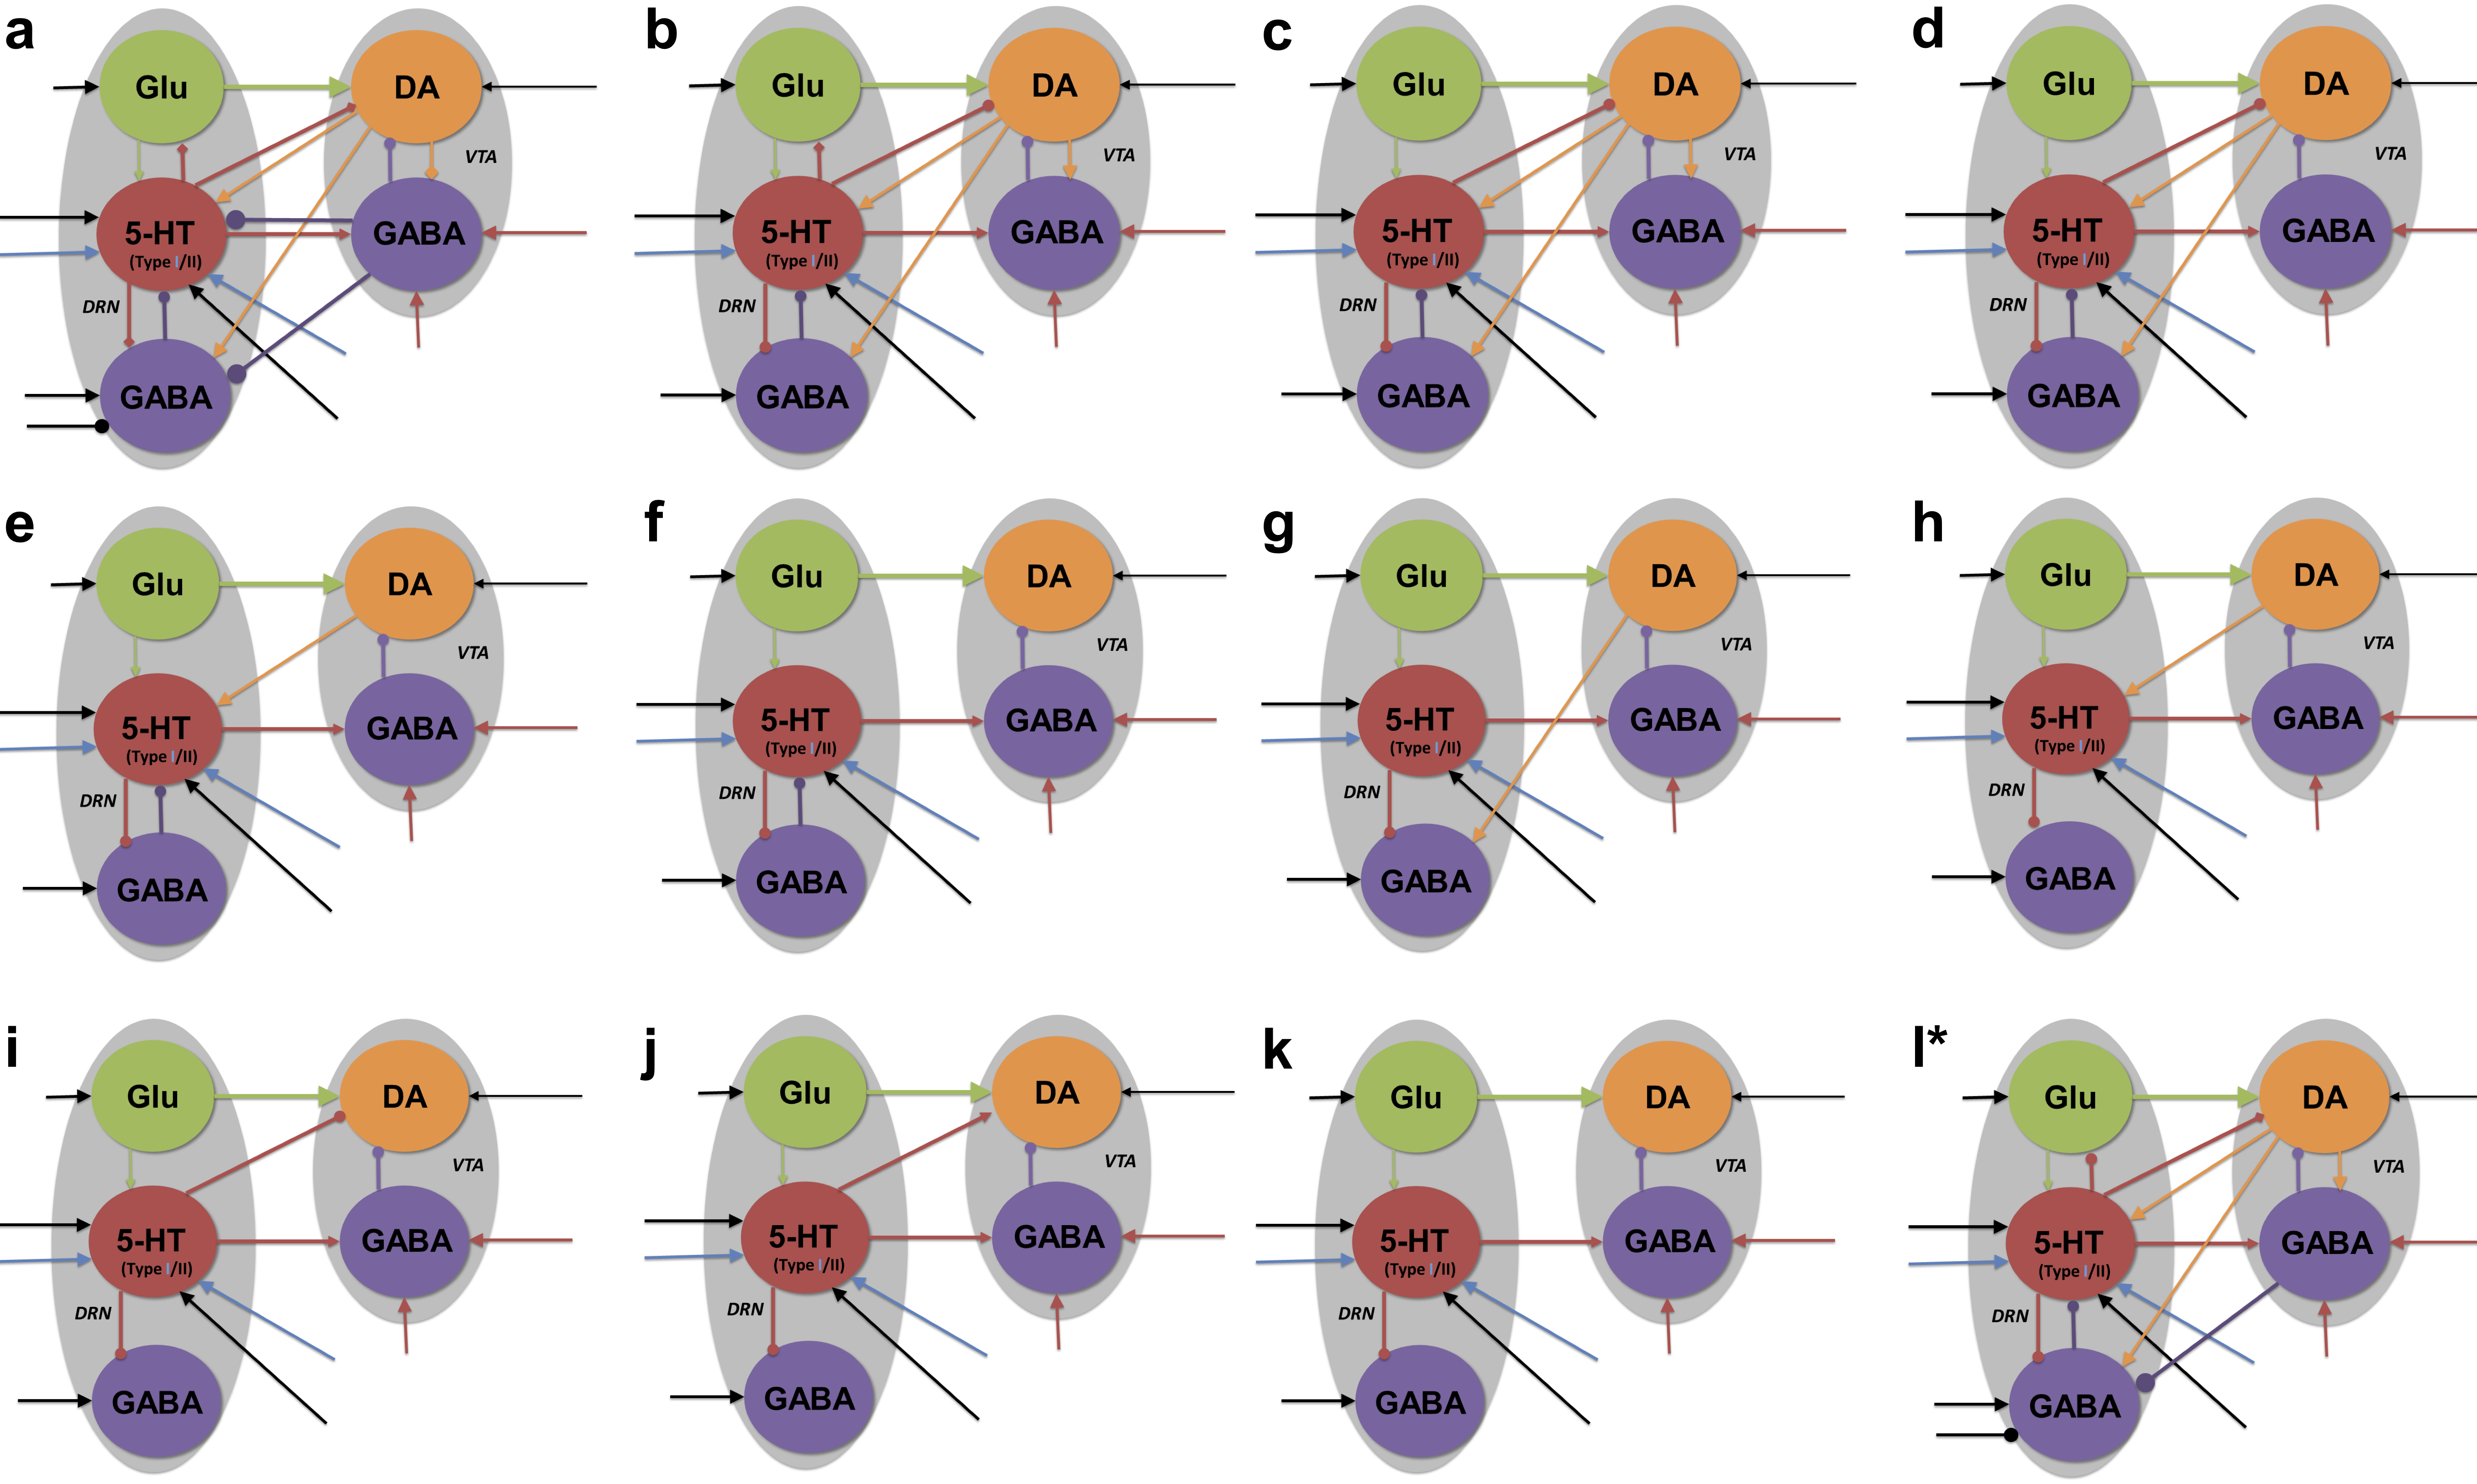 a
Glu
DA
VTA
5-HT
(Type I/II)
GABA
DRN
GABA
b
Glu
DA
VTA
5-HT
(Type I/II)
GABA
DRN
GABA
c
Glu
DA
VTA
5-HT
(Type I/II)
GABA
DRN
GABA
d
Glu
DA
VTA
5-HT
(Type I/II)
GABA
DRN
GABA
e
Glu
DA
VTA
5-HT
(Type I/II)
GABA
DRN
GABA
f
Glu
DA
VTA
5-HT
(Type I/II)
GABA
DRN
GABA
g
Glu
DA
VTA
5-HT
(Type I/II)
GABA
DRN
GABA
h
Glu
DA
VTA
5-HT
(Type I/II)
GABA
DRN
GABA
i
Glu
DA
VTA
5-HT
(Type I/II)
GABA
DRN
GABA
j
Glu
DA
VTA
5-HT
(Type I/II)
GABA
DRN
GABA
k
Glu
DA
VTA
5-HT
(Type I/II)
GABA
DRN
GABA
l*
Glu
DA
VTA
5-HT
(Type I/II)
GABA
DRN
GABA